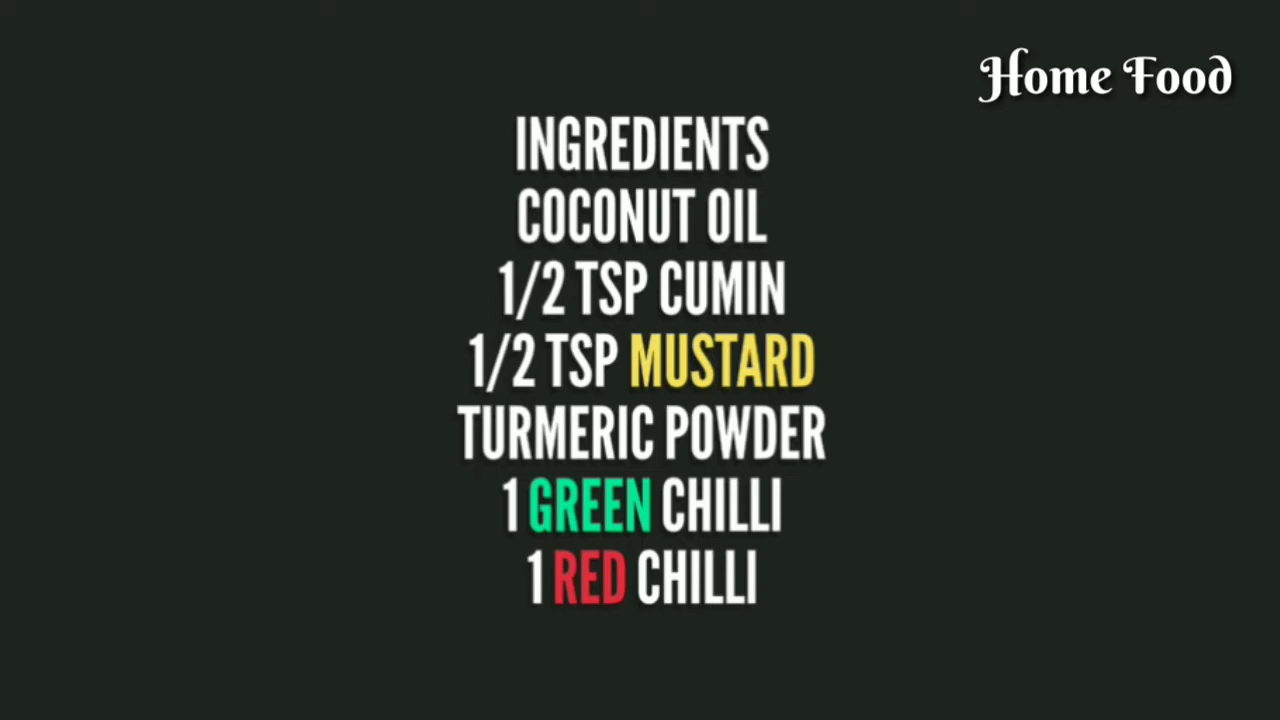 Home Food
INGREDIENTS
COCONUT OIL
1/2 TSP CUMIN
1/2 TSP MUSTARD
TURMERIC POWDER
1 GREEN CHILLI
1 RED CHILLI